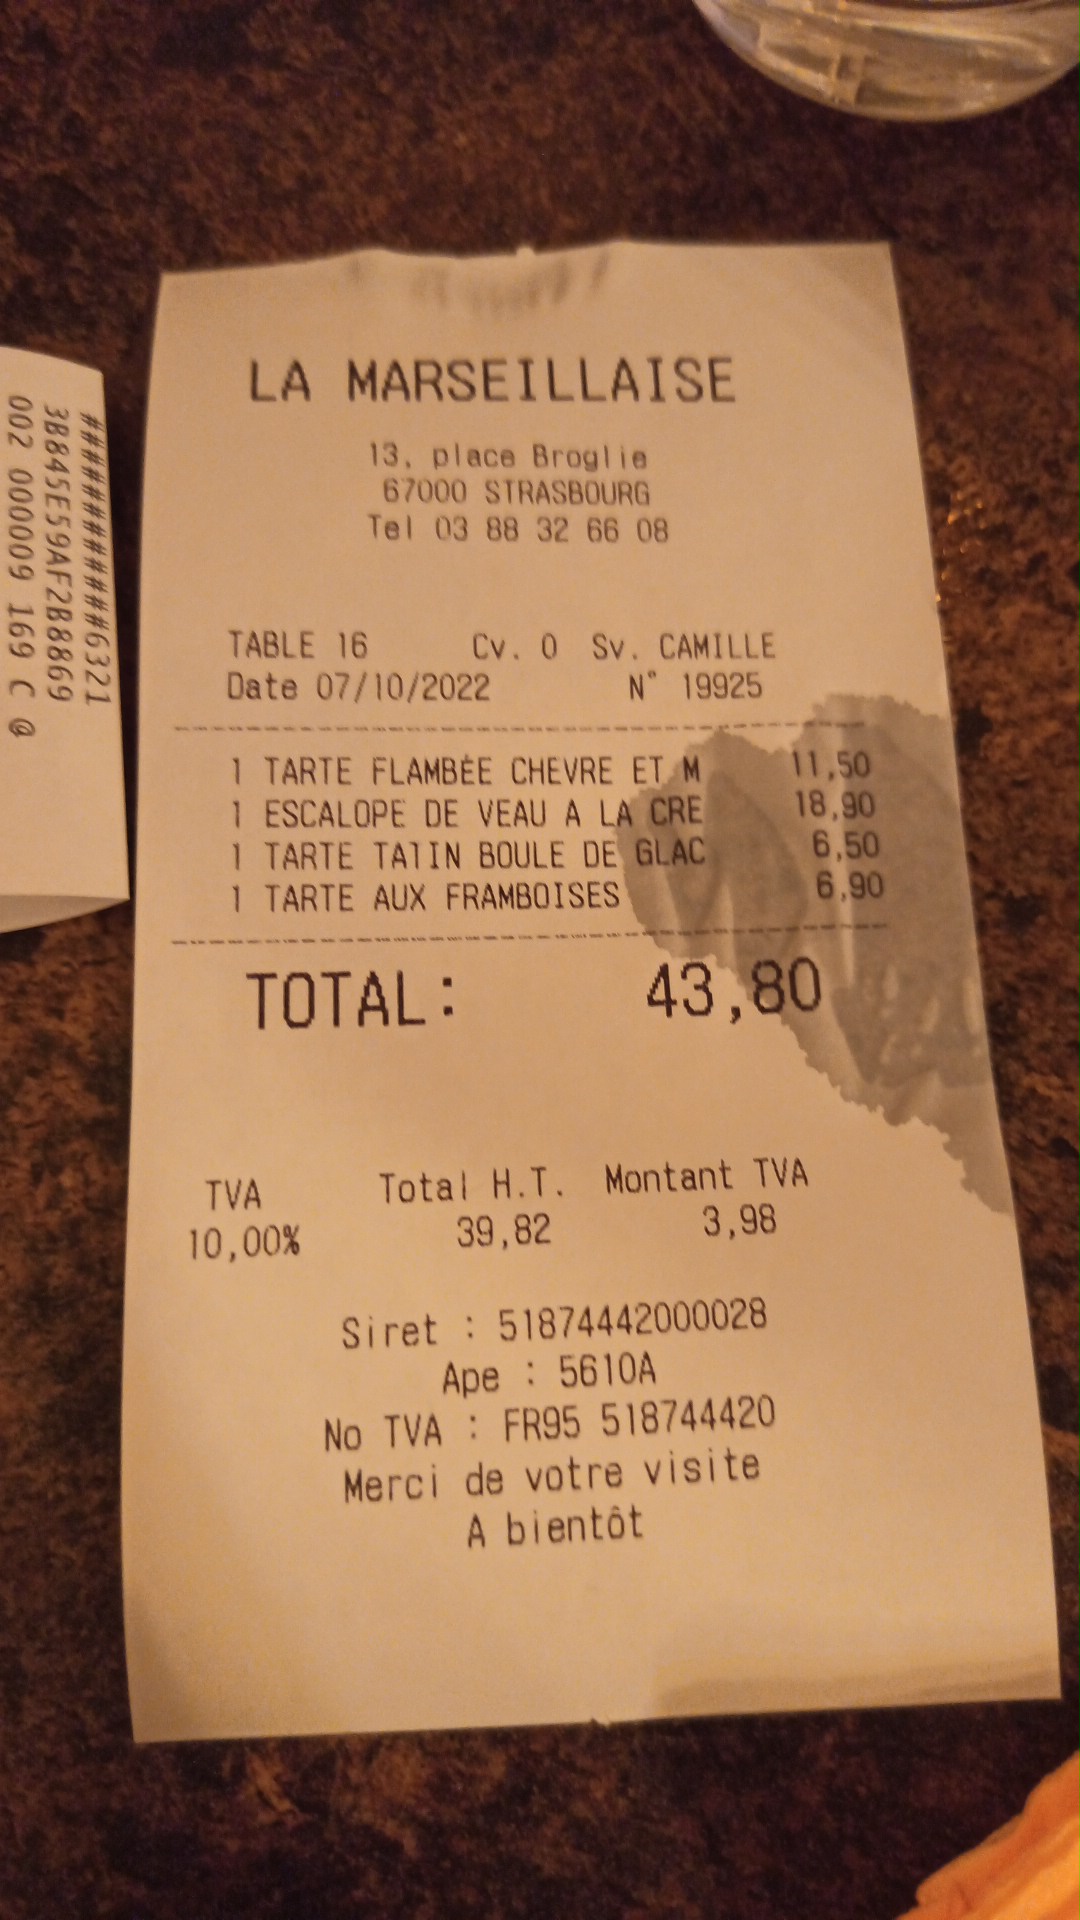 LA MARSEILLAISE
13, place Broglie
67000 STRASBOURG
Tel 03 88 32 66 08
TABLE 16 Cv. 0 Sv. CAMILLE
Date 07/10/2022 N° 19925
1 TARTE FLAMBÉE CHEVRE ET M 11,50
1 ESCALOPE DE VEAU A LA CRE 18,90
1 TARTE TATIN BOULE DE GLAC 6,50
1 TARTE AUX FRAMBOISES 6,90
TOTAL: 43,80
TVA Total H.T. Montant TVA
10,00% 39,82 3,98
Siret : 51874442000028
Ape : 5610A
No TVA : FR95 518744420
Merci de votre visite
A bientôt
############6321
3B845E59AF2B8869
002 000009 169 C @